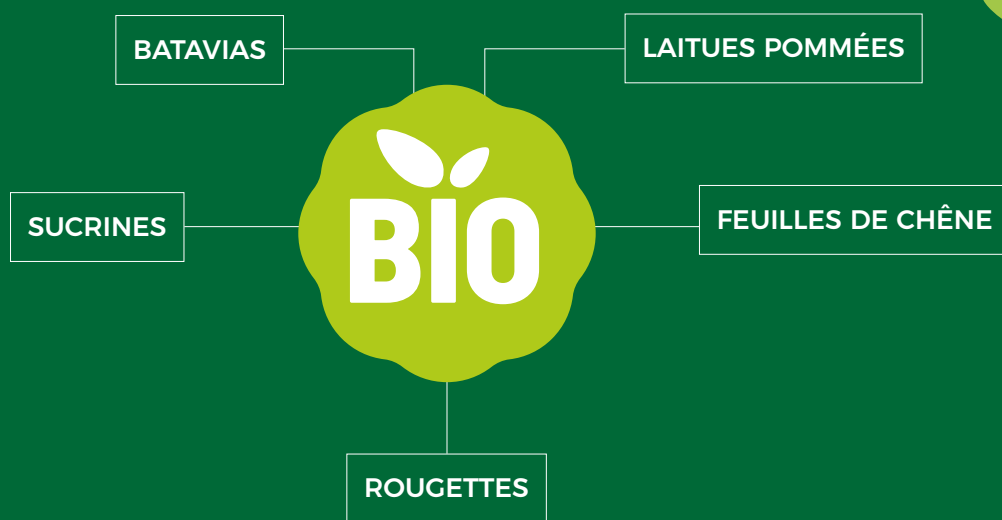 BATAVIAS
LAITUES POMMÉES
SUCRINES
BIO
FEUILLES DE CHÊNE
ROUGETTES